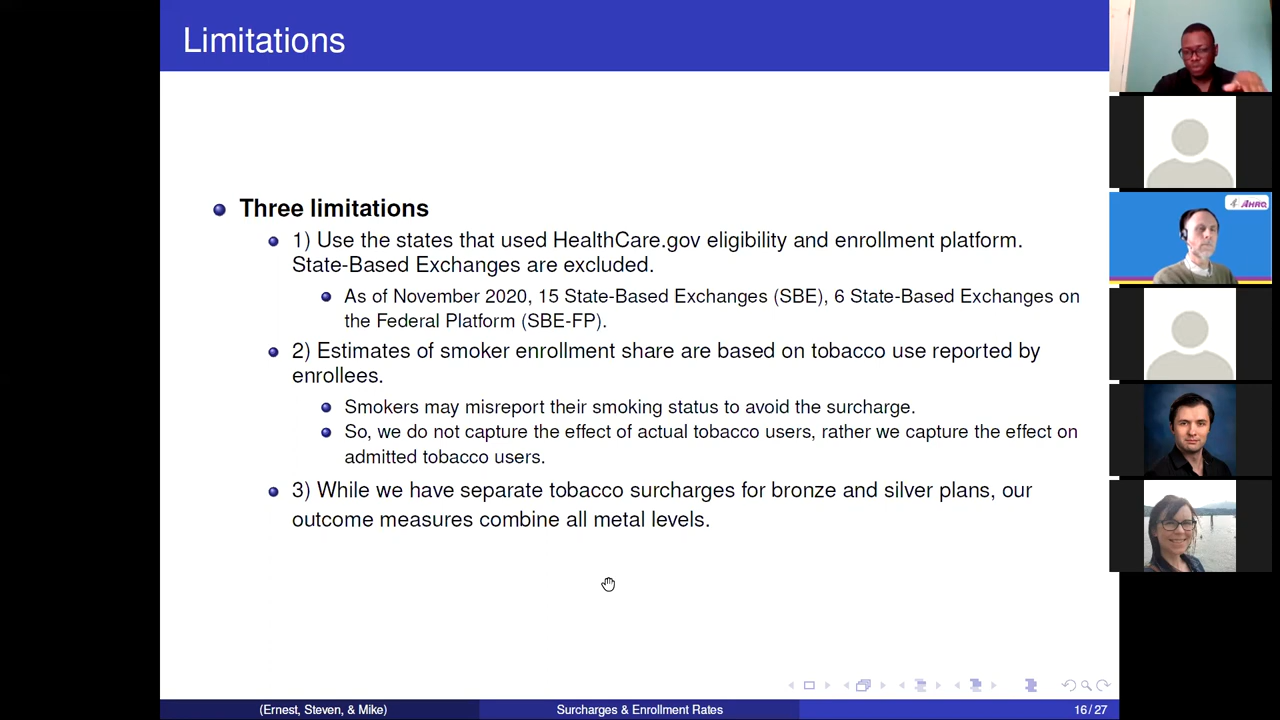 Limitations
Three limitations
1) Use the states that used HealthCare.gov eligibility and enrollment platform.
State-Based Exchanges are excluded.
As of November 2020, 15 State-Based Exchanges (SBE), 6 State-Based Exchanges on
the Federal Platform (SBE-FP).
2) Estimates of smoker enrollment share are based on tobacco use reported by
enrollees.
Smokers may misreport their smoking status to avoid the surcharge.
So, we do not capture the effect of actual tobacco users, rather we capture the effect on
admitted tobacco users.
3) While we have separate tobacco surcharges for bronze and silver plans, our
outcome measures combine all metal levels.
(Ernest, Steven, & Mike)
Surcharges & Enrollment Rates
16 / 27
AHRQ